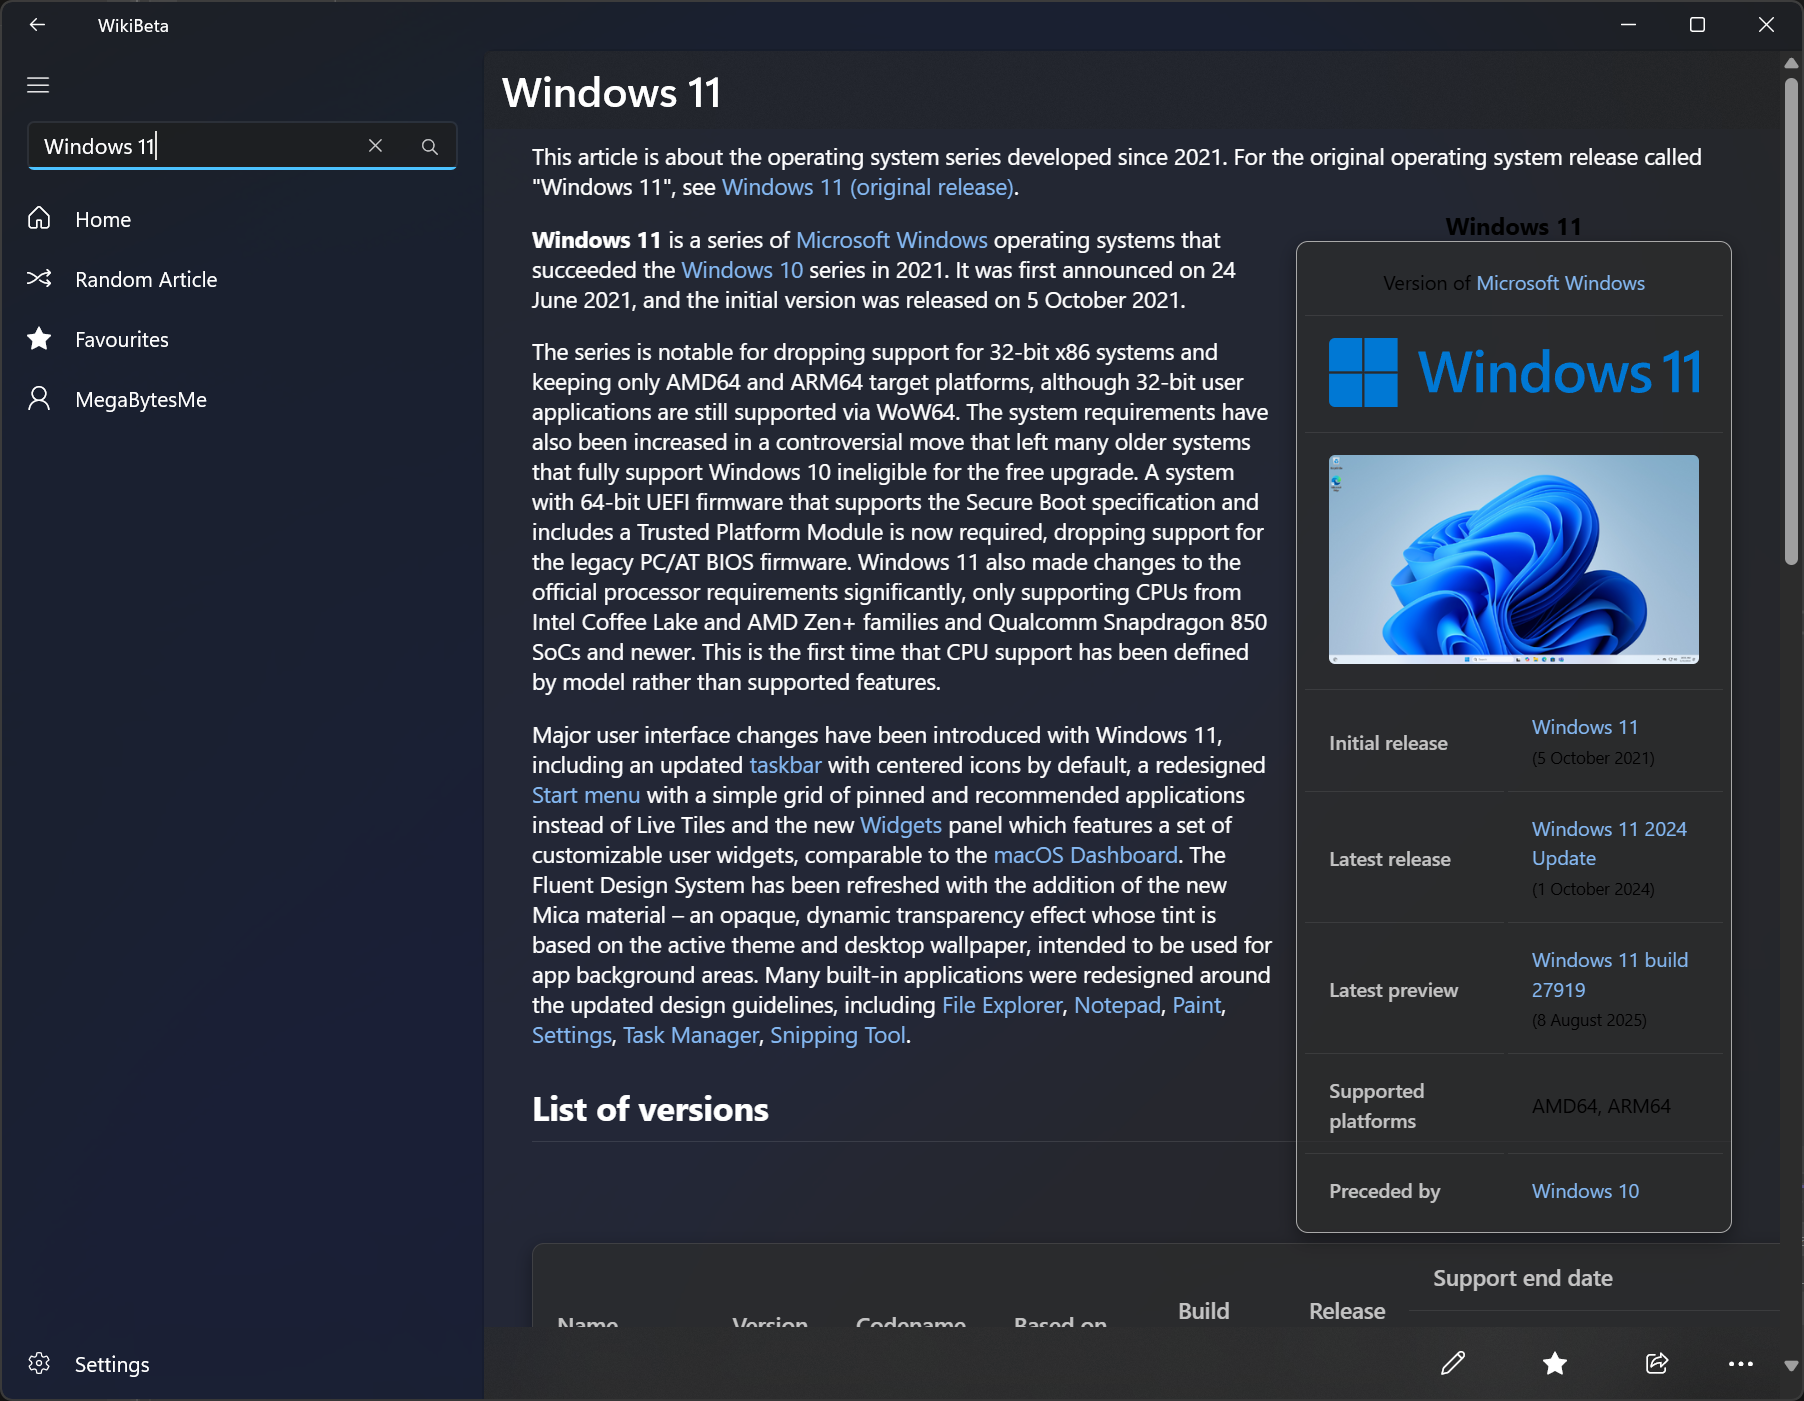 WikiBeta
Windows 11
Home
Random Article
Favourites
MegaBytesMe
Settings
Windows 11
This article is about the operating system series developed since 2021. For the original operating system release called
"Windows 11", see Windows 11 (original release).
Windows 11 is a series of Microsoft Windows operating systems that
succeeded the Windows 10 series in 2021. It was first announced on 24
June 2021, and the initial version was released on 5 October 2021.
The series is notable for dropping support for 32-bit x86 systems and
keeping only AMD64 and ARM64 target platforms, although 32-bit user
applications are still supported via WoW64. The system requirements have
also been increased in a controversial move that left many older systems
that fully support Windows 10 ineligible for the free upgrade. A system
with 64-bit UEFI firmware that supports the Secure Boot specification and
includes a Trusted Platform Module is now required, dropping support for
the legacy PC/AT BIOS firmware. Windows 11 also made changes to the
official processor requirements significantly, only supporting CPUs from
Intel Coffee Lake and AMD Zen+ families and Qualcomm Snapdragon 850
SoCs and newer. This is the first time that CPU support has been defined
by model rather than supported features.
Major user interface changes have been introduced with Windows 11,
including an updated taskbar with centered icons by default, a redesigned
Start menu with a simple grid of pinned and recommended applications
instead of Live Tiles and the new Widgets panel which features a set of
customizable user widgets, comparable to the macOS Dashboard. The
Fluent Design System has been refreshed with the addition of the new
Mica material – an opaque, dynamic transparency effect whose tint is
based on the active theme and desktop wallpaper, intended to be used for
app background areas. Many built-in applications were redesigned around
the updated design guidelines, including File Explorer, Notepad, Paint,
Settings, Task Manager, Snipping Tool.
Windows 11
Version of Microsoft Windows
Windows 11
Initial release
Windows 11
(5 October 2021)
Latest release
Windows 11 2024
Update
(1 October 2024)
Latest preview
Windows 11 build
27919
(8 August 2025)
Supported
platforms
AMD64, ARM64
Preceded by
Windows 10
List of versions
Name
Version
Codename
Based on
Build
Release
Support end date